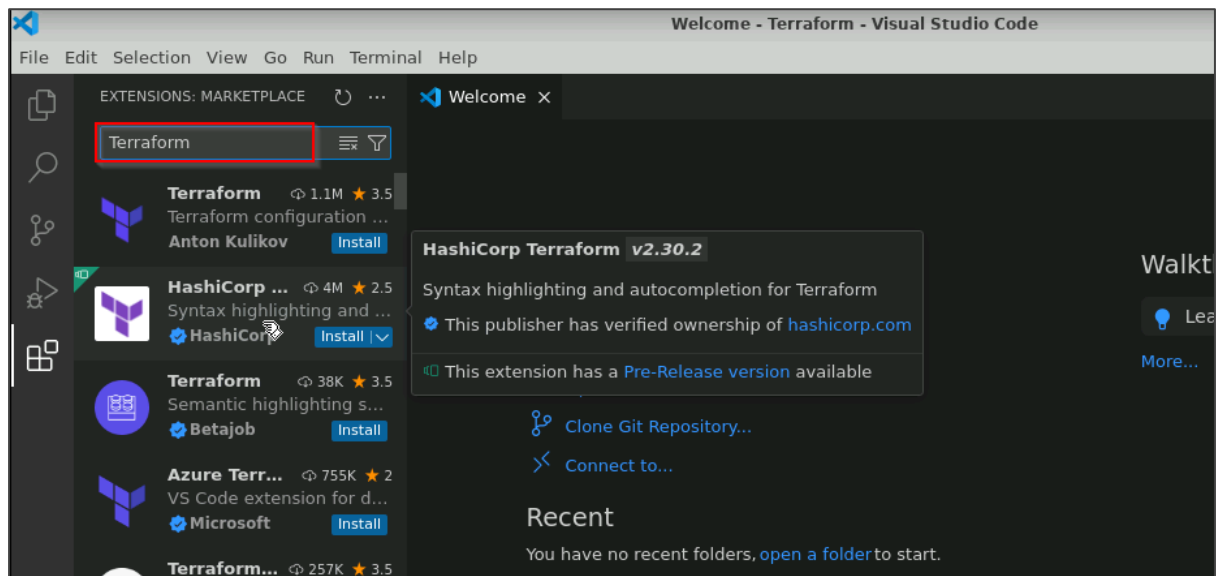 Welcome - Terraform - Visual Studio Code
File Edit Selection View Go Run Terminal Help
EXTENSIONS: MARKETPLACE
Welcome
Terraform
Terraform 1.1M 3.5
Terraform configuration ...
Anton Kulikov Install
HashiCorp ... 4M 2.5
Syntax highlighting and ...
HashiCorp Install
Terraform 38K 3.5
Semantic highlighting s...
Betajob Install
Azure Terr... 755K 2
VS Code extension for d...
Microsoft Install
Terraform... 257K 3.5
HashiCorp Terraform v2.30.2
Syntax highlighting and autocompletion for Terraform
This publisher has verified ownership of hashicorp.com
This extension has a Pre-Release version available
Clone Git Repository...
Connect to...
Recent
You have no recent folders, open a folder to start.
Walkt
Lea
More...